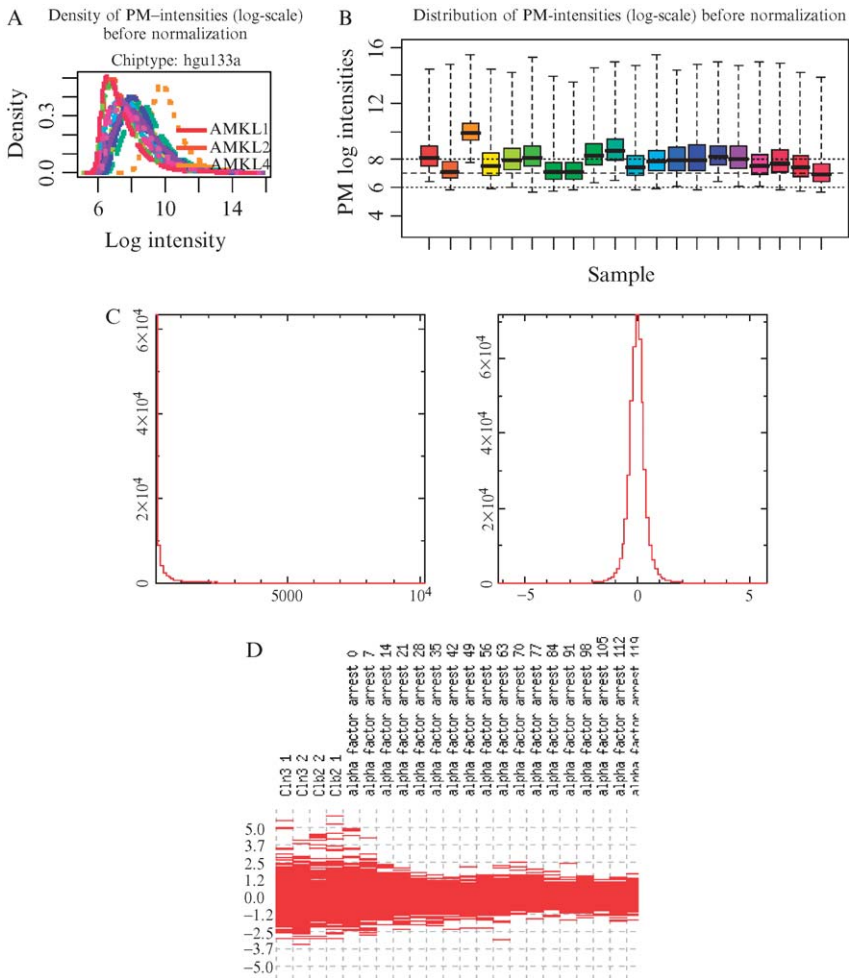 A
Density of PM–intensities (log-scale)
before normalization
Chiptype: hgu133a
Density
0.3
0.0
AMKL1
AMKL2
AMKL4
6
10
14
Log intensity
B
Distribution of PM-intensities (log-scale) before normalization
PM log intensities
16
12
8
6
4
Sample
C
6×10⁴
4×10⁴
2×10⁴
0
5000
10⁴
6×10⁴
4×10⁴
2×10⁴
0
−5
0
5
D
Cln3 1
Cln3 2
Clb2 2
Clb2 1
alpha factor arrest 0
alpha factor arrest 7
alpha factor arrest 14
alpha factor arrest 21
alpha factor arrest 28
alpha factor arrest 35
alpha factor arrest 42
alpha factor arrest 49
alpha factor arrest 56
alpha factor arrest 63
alpha factor arrest 70
alpha factor arrest 77
alpha factor arrest 84
alpha factor arrest 91
alpha factor arrest 98
alpha factor arrest 105
alpha factor arrest 112
alpha factor arrest 119
5.0
3.7
2.5
1.2
0.0
−1.2
−2.5
−3.7
−5.0